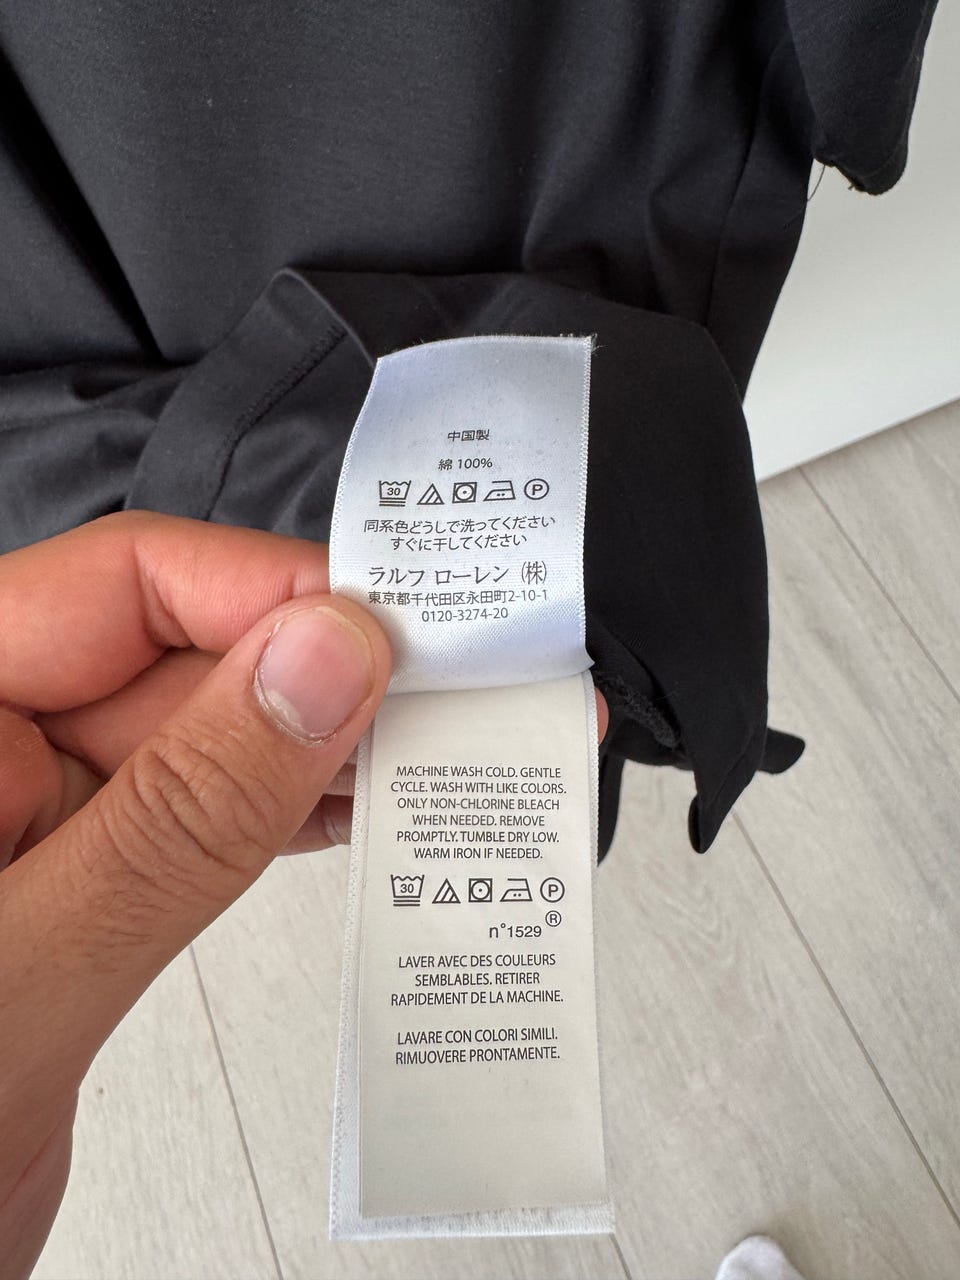 中国製
綿 100%
30 P
同系色どうしで洗ってください
すぐに干してください
ラルフ ローレン (株)
東京都千代田区永田町2-10-1
0120-3274-20
MACHINE WASH COLD. GENTLE
CYCLE. WASH WITH LIKE COLORS.
ONLY NON-CHLORINE BLEACH
WHEN NEEDED. REMOVE
PROMPTLY. TUMBLE DRY LOW.
WARM IRON IF NEEDED.
30 P
n°1529 ®
LAVER AVEC DES COULEURS
SEMBLABLES. RETIRER
RAPIDEMENT DE LA MACHINE.
LAVARE CON COLORI SIMILI.
RIMUOVERE PRONTAMENTE.